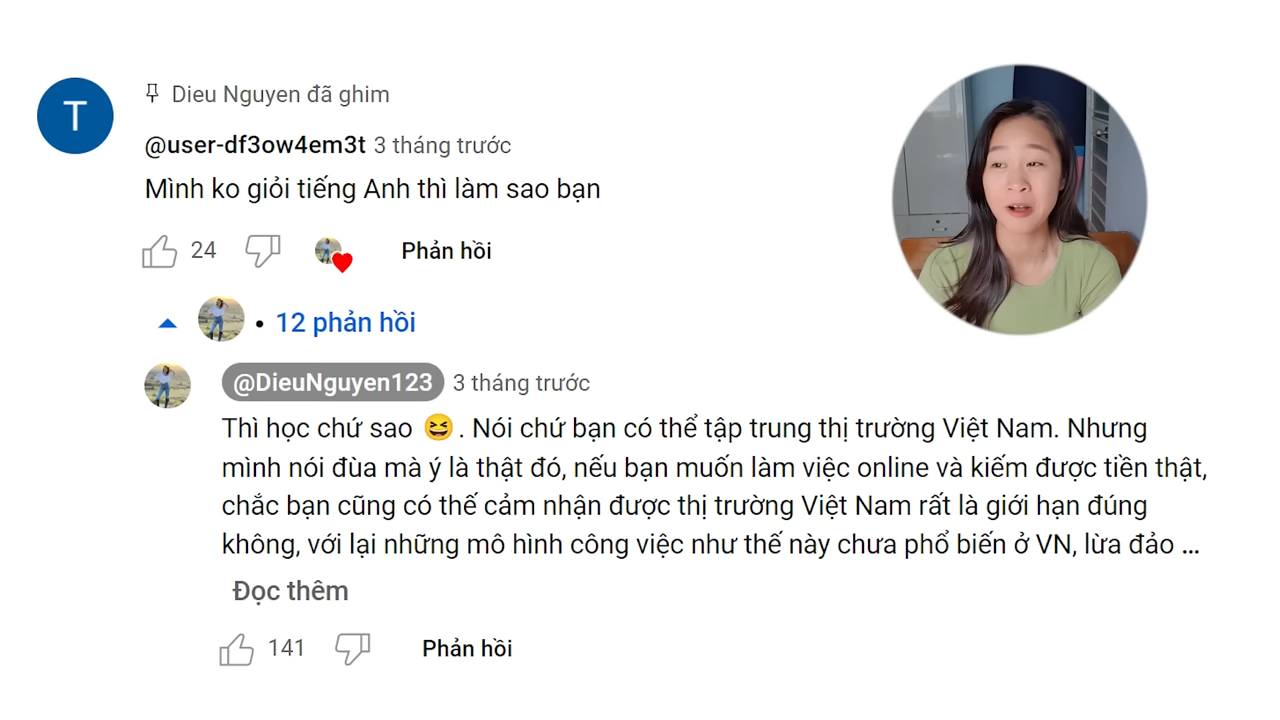 T
Dieu Nguyen đã ghim
@user-df3ow4em3t 3 tháng trước
Mình ko giỏi tiếng Anh thì làm sao bạn
24 Phản hồi
• 12 phản hồi
@DieuNguyen123 3 tháng trước
Thì học chứ sao 😆. Nói chứ bạn có thể tập trung thị trường Việt Nam. Nhưng
mình nói đùa mà ý là thật đó, nếu bạn muốn làm việc online và kiếm được tiền thật,
chắc bạn cũng có thế cảm nhận được thị trường Việt Nam rất là giới hạn đúng
không, với lại những mô hình công việc như thế này chưa phổ biến ở VN, lừa đảo ...
Đọc thêm
141 Phản hồi